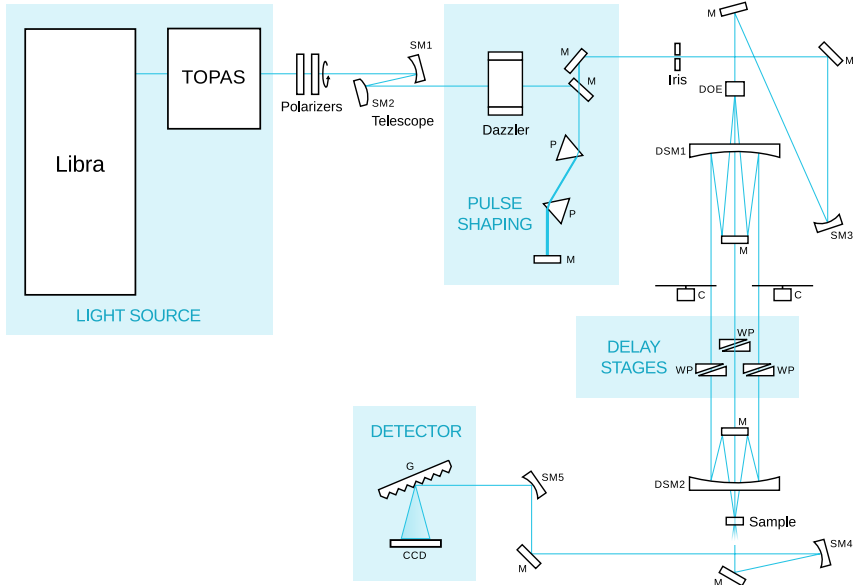 Libra
TOPAS
LIGHT SOURCE
Polarizers
SM1
SM2
Telescope
Dazzler
M
M
P
P
M
PULSE
SHAPING
Iris
M
M
DOE
DSM1
M
SM3
C
C
DELAY
STAGES
WP
WP
WP
M
DSM2
Sample
SM4
M
DETECTOR
G
CCD
SM5
M